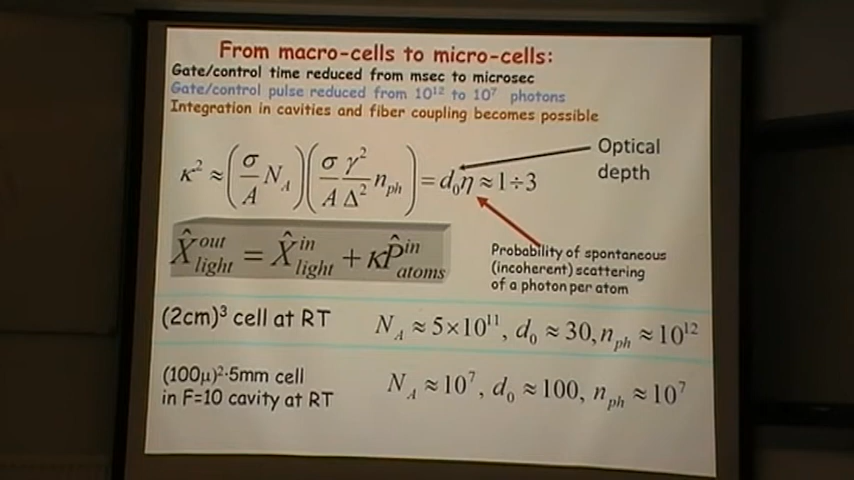 From macro-cells to micro-cells:
Gate/control time reduced from msec to microsec
Gate/control pulse reduced from 10¹² to 10⁷ photons
Integration in cavities and fiber coupling becomes possible
κ² ≈ (σ/A N_A)(σ/A γ²/Δ² n_ph) = d₀η ≈ 1÷3
Optical
depth
X̂^out_light = X̂^in_light + κP̂^in_atoms
Probability of spontaneous
(incoherent) scattering
of a photon per atom
(2cm)³ cell at RT N_A ≈ 5×10¹¹, d₀ ≈ 30, n_ph ≈ 10¹²
(100μ)²·5mm cell
in F=10 cavity at RT
N_A ≈ 10⁷, d₀ ≈ 100, n_ph ≈ 10⁷